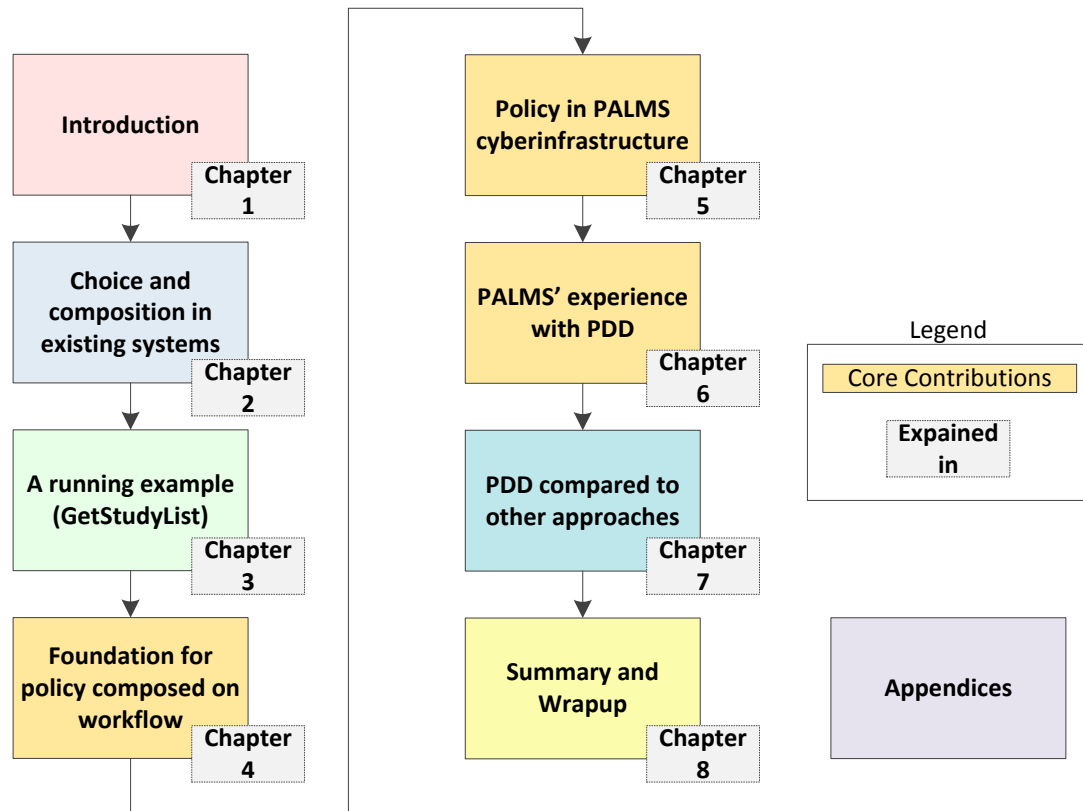 Introduction
Chapter
1
Choice and
composition in
existing systems
Chapter
2
A running example
(GetStudyList)
Chapter
3
Foundation for
policy composed on
workflow
Chapter
4
Policy in PALMS
cyberinfrastructure
Chapter
5
PALMS’ experience
with PDD
Chapter
6
PDD compared to
other approaches
Chapter
7
Summary and
Wrapup
Chapter
8
Legend
Core Contributions
Expained
in
Appendices